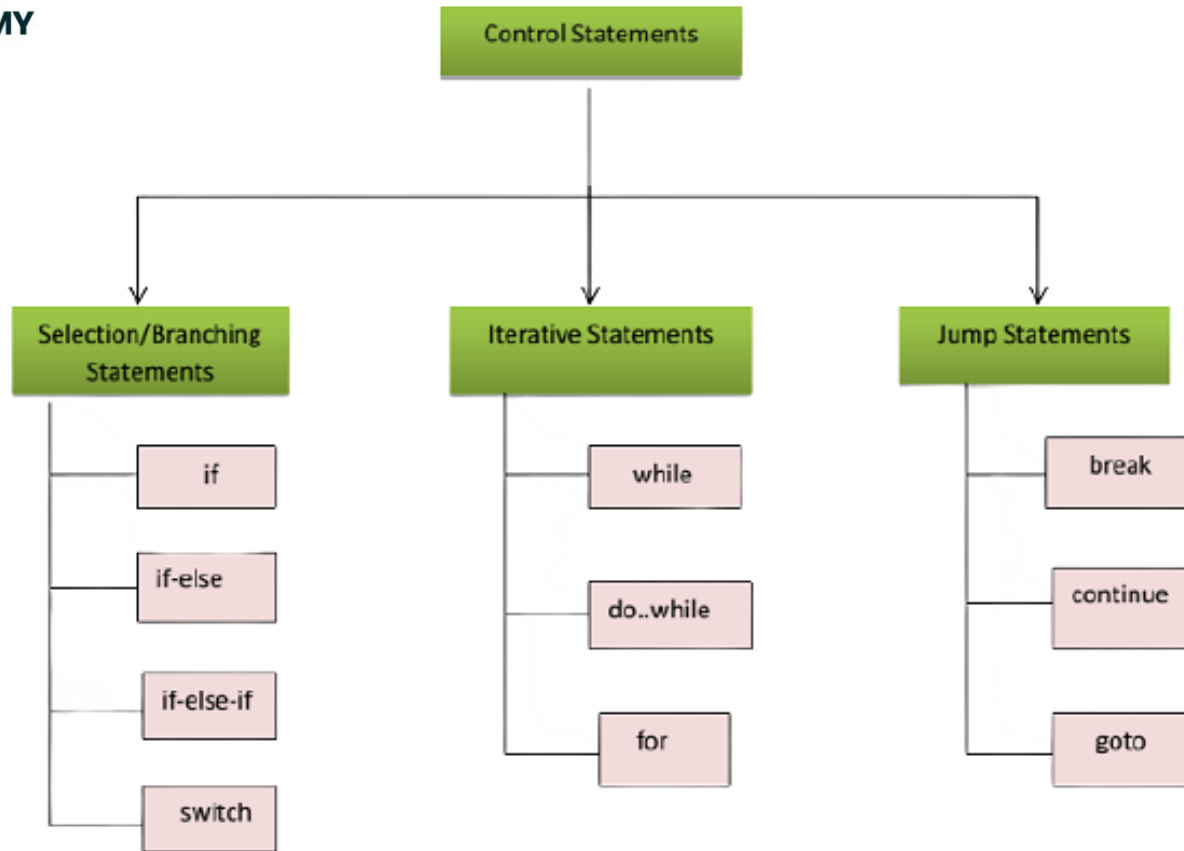 MY
Control Statements
Selection/Branching
Statements
if
if-else
if-else-if
switch
Iterative Statements
while
do..while
for
Jump Statements
break
continue
goto